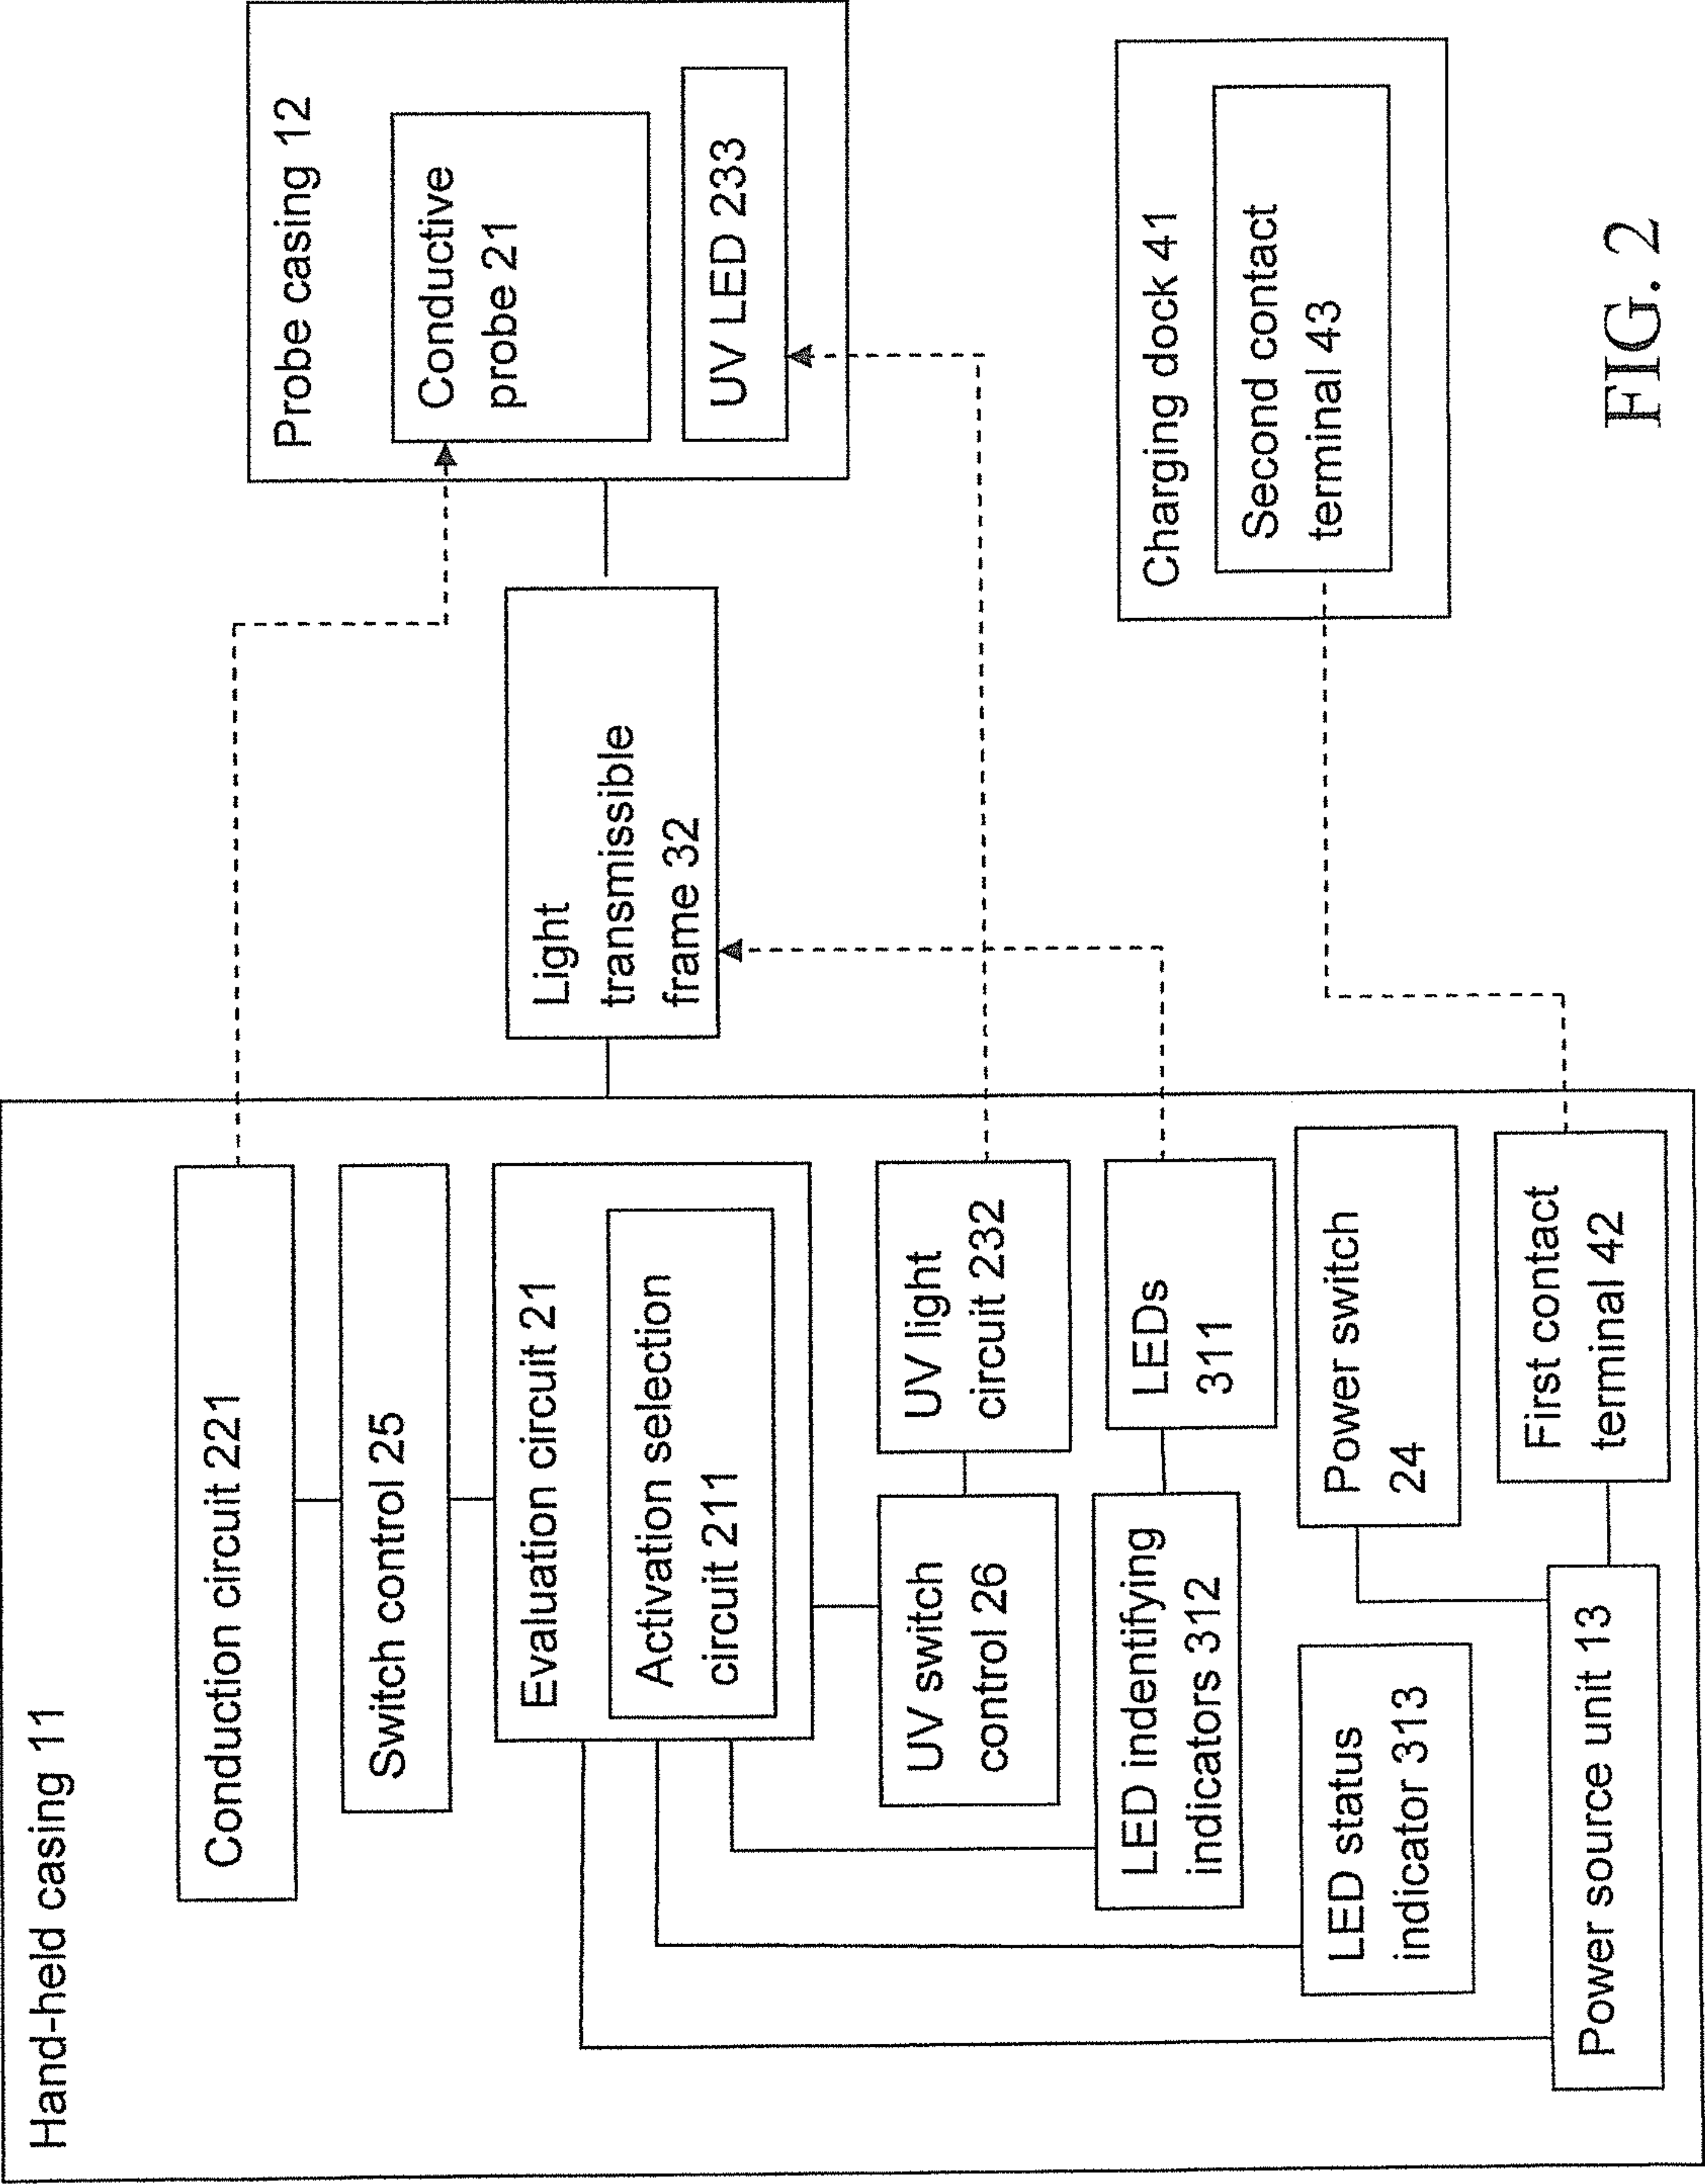 Hand-held casing 11
Conduction circuit 221
Switch control 25
Evaluation circuit 21
Activation selection
circuit 211
UV switch
control 26
UV light
circuit 232
LED indentifying
indicators 312
LEDs
311
LED status
indicator 313
Power switch
24
Power source unit 13
First contact
terminal 42
Light
transmissible
frame 32
Probe casing 12
Conductive
probe 21
UV LED 233
Charging dock 41
Second contact
terminal 43
FIG. 2